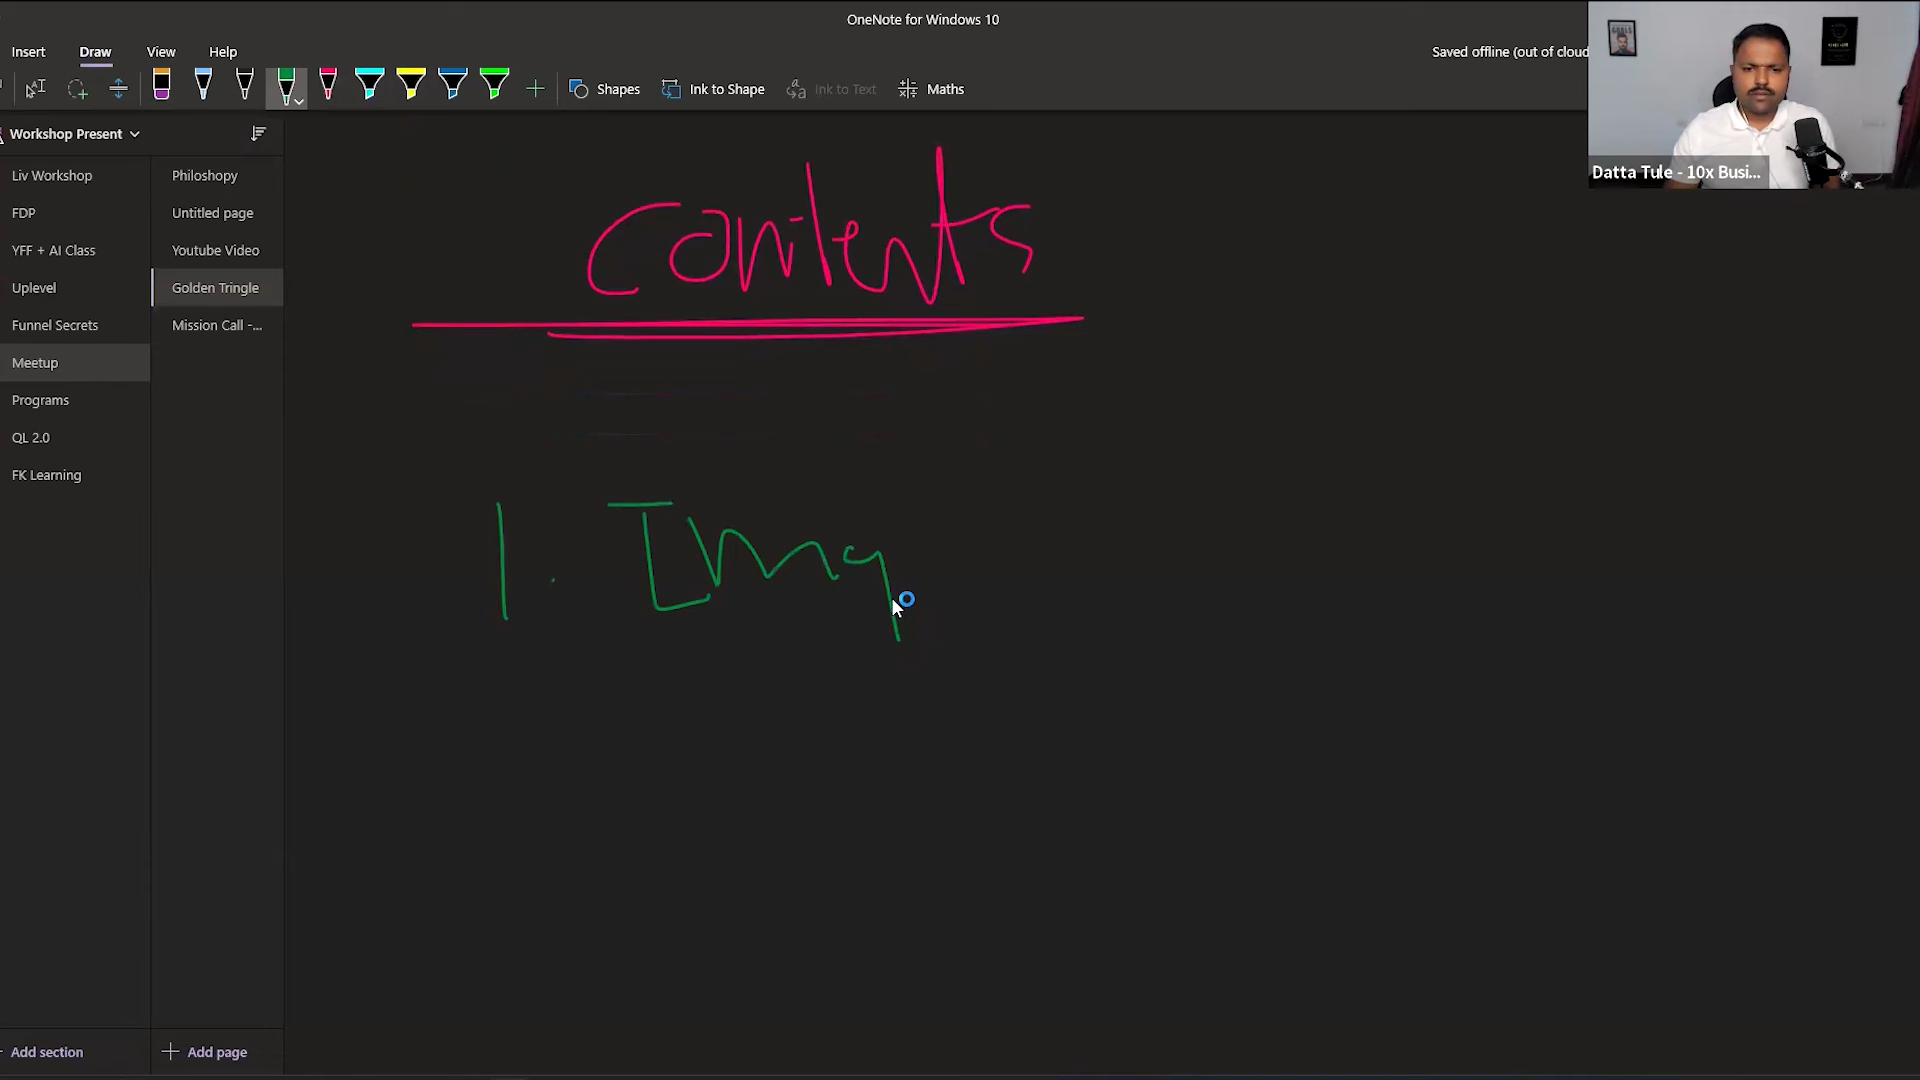 OneNote for Windows 10
Insert Draw View Help
Saved offline (out of cloud
Shapes Ink to Shape Ink to Text Maths
Datta Tule - 10x Busi...
Workshop Present
Liv Workshop
FDP
YFF + AI Class
Uplevel
Funnel Secrets
Meetup
Programs
QL 2.0
FK Learning
Philoshopy
Untitled page
Youtube Video
Golden Tringle
Mission Call -...
Contents
1. Imag
Add section
Add page